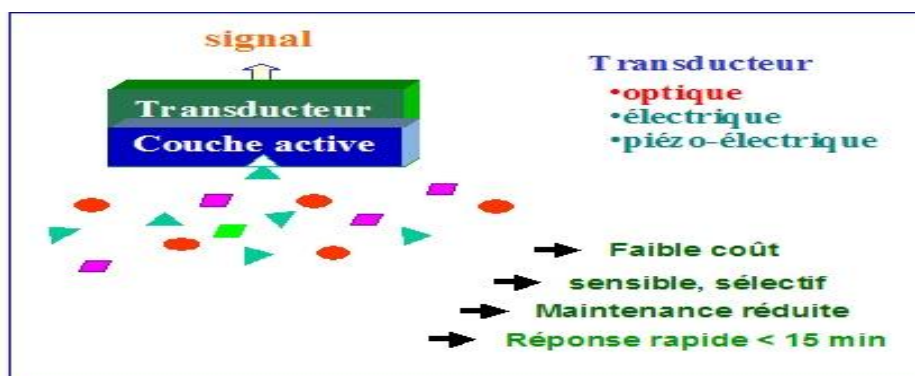 signal
Transducteur
Couche active
Transducteur
•optique
•électrique
•piézo-électrique
Faible coût
sensible, sélectif
Maintenance réduite
Réponse rapide < 15 min